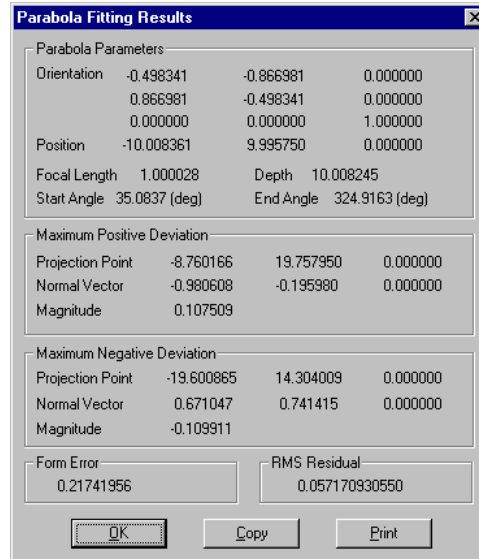 Parabola Fitting Results
Parabola Parameters
Orientation -0.498341 -0.866981 0.000000
0.866981 -0.498341 0.000000
0.000000 0.000000 1.000000
Position -10.008361 9.995750 0.000000
Focal Length 1.000028 Depth 10.008245
Start Angle 35.0837 (deg) End Angle 324.9163 (deg)
Maximum Positive Deviation
Projection Point -8.760166 19.757950 0.000000
Normal Vector -0.980608 -0.195980 0.000000
Magnitude 0.107509
Maximum Negative Deviation
Projection Point -19.600865 14.304009 0.000000
Normal Vector 0.671047 0.741415 0.000000
Magnitude -0.109911
Form Error RMS Residual
0.21741956 0.057170930550
OK Copy Print